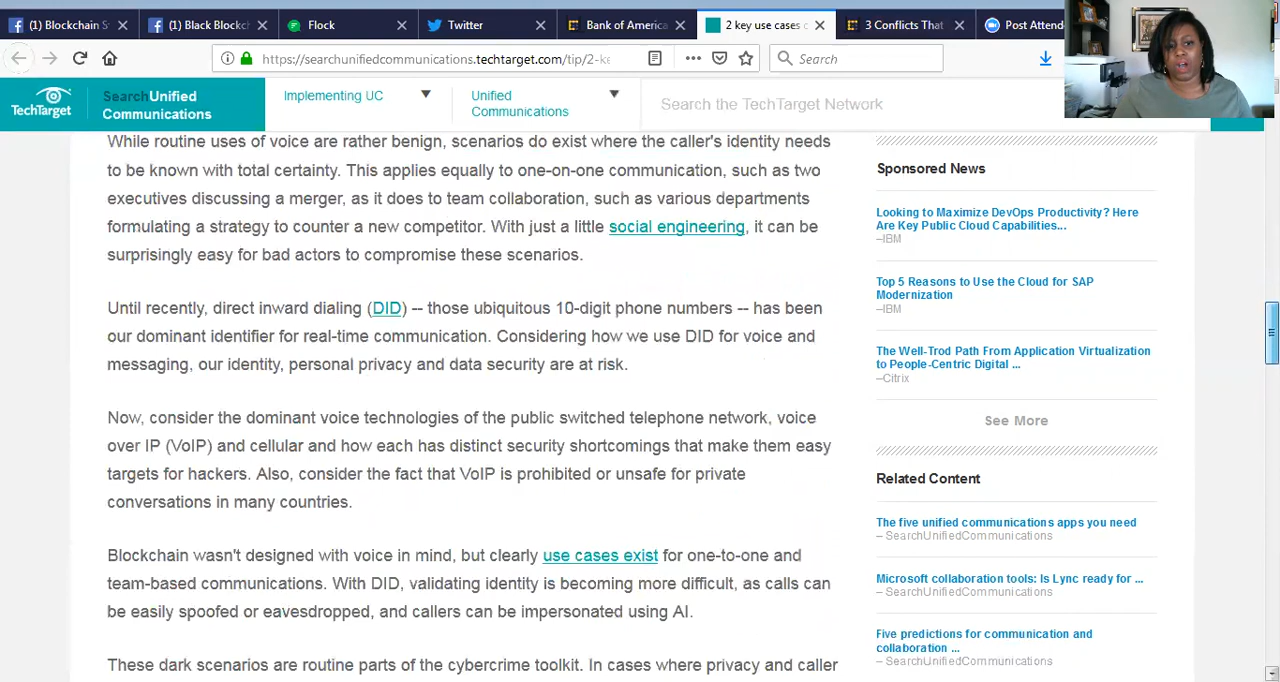 (1) Blockchain S
(1) Black Blockc
Flock
Twitter
Bank of America
2 key use cases c
3 Conflicts That
Post Attend
https://searchunifiedcommunications.techtarget.com/tip/2-ke
Search
TechTarget
SearchUnified
Communications
Implementing UC
Unified
Communications
Search the TechTarget Network
While routine uses of voice are rather benign, scenarios do exist where the caller's identity needs
to be known with total certainty. This applies equally to one-on-one communication, such as two
executives discussing a merger, as it does to team collaboration, such as various departments
formulating a strategy to counter a new competitor. With just a little social engineering, it can be
surprisingly easy for bad actors to compromise these scenarios.
Until recently, direct inward dialing (DID) -- those ubiquitous 10-digit phone numbers -- has been
our dominant identifier for real-time communication. Considering how we use DID for voice and
messaging, our identity, personal privacy and data security are at risk.
Now, consider the dominant voice technologies of the public switched telephone network, voice
over IP (VoIP) and cellular and how each has distinct security shortcomings that make them easy
targets for hackers. Also, consider the fact that VoIP is prohibited or unsafe for private
conversations in many countries.
Blockchain wasn't designed with voice in mind, but clearly use cases exist for one-to-one and
team-based communications. With DID, validating identity is becoming more difficult, as calls can
be easily spoofed or eavesdropped, and callers can be impersonated using AI.
These dark scenarios are routine parts of the cybercrime toolkit. In cases where privacy and caller
Sponsored News
Looking to Maximize DevOps Productivity? Here
Are Key Public Cloud Capabilities...
–IBM
Top 5 Reasons to Use the Cloud for SAP
Modernization
–IBM
The Well-Trod Path From Application Virtualization
to People-Centric Digital ...
–Citrix
See More
Related Content
The five unified communications apps you need
– SearchUnifiedCommunications
Microsoft collaboration tools: Is Lync ready for ...
– SearchUnifiedCommunications
Five predictions for communication and
collaboration ...
– SearchUnifiedCommunications